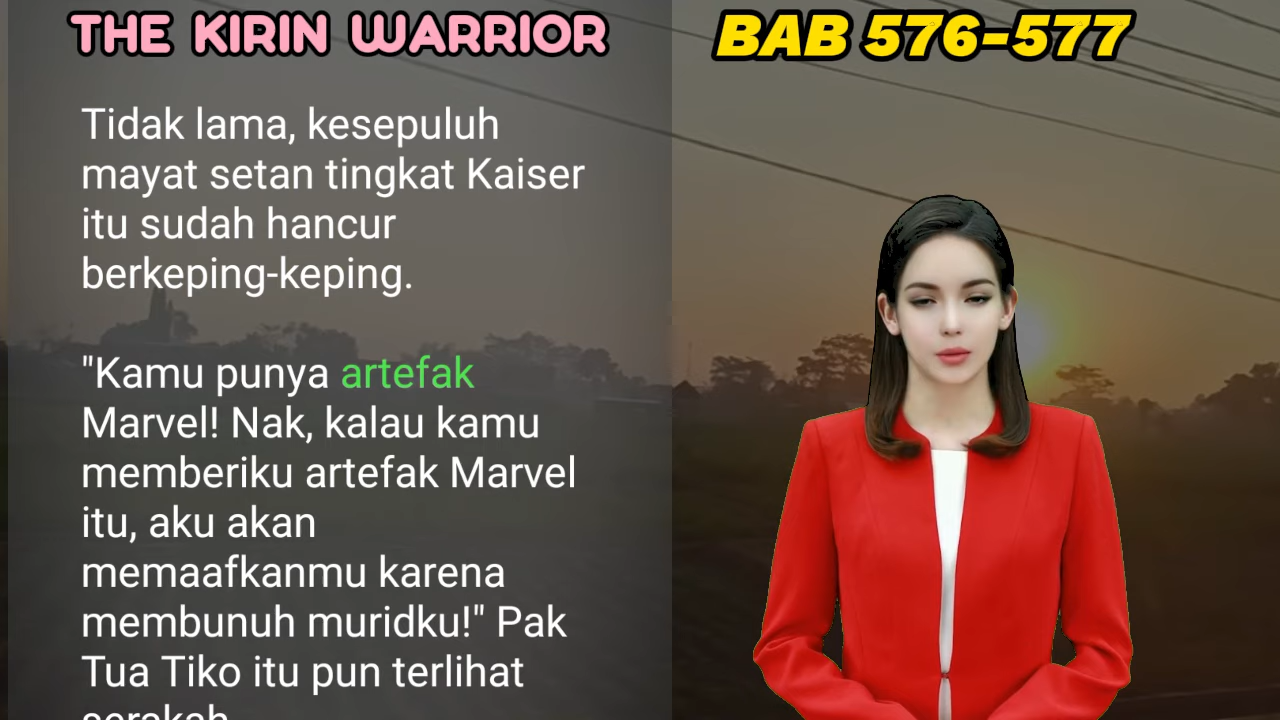 THE KIRIN WARRIOR
BAB 576-577
Tidak lama, kesepuluh
mayat setan tingkat Kaiser
itu sudah hancur
berkeping-keping.
"Kamu punya artefak
Marvel! Nak, kalau kamu
memberiku artefak Marvel
itu, aku akan
memaafkanmu karena
membunuh muridku!" Pak
Tua Tiko itu pun terlihat